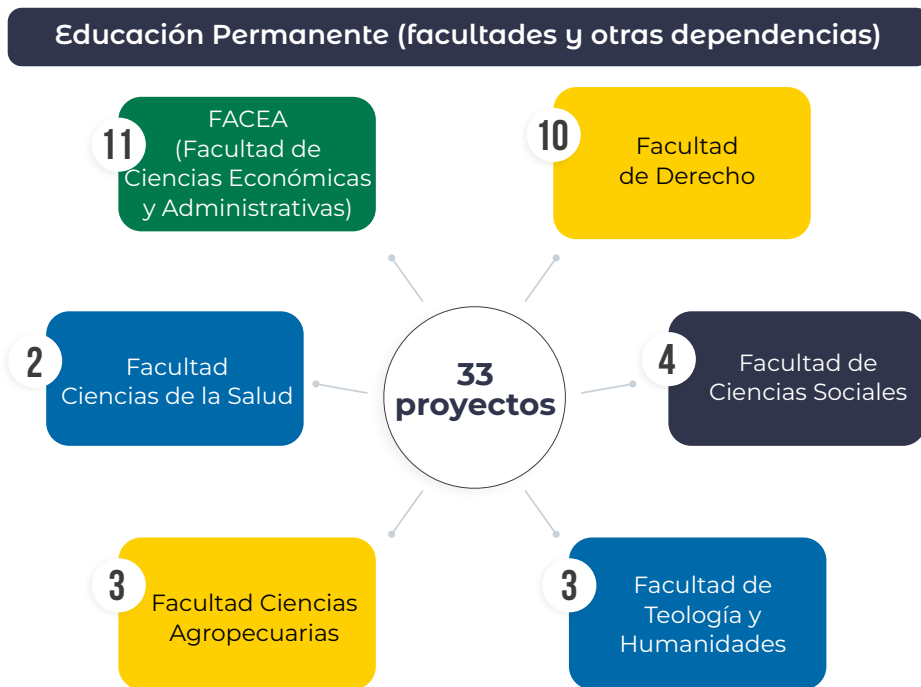 Educación Permanente (facultades y otras dependencias)
11
FACEA
(Facultad de
Ciencias Económicas
y Administrativas)
10
Facultad
de Derecho
2
Facultad
Ciencias de la Salud
33
proyectos
4
Facultad de
Ciencias Sociales
3
Facultad Ciencias
Agropecuarias
3
Facultad de
Teología y
Humanidades